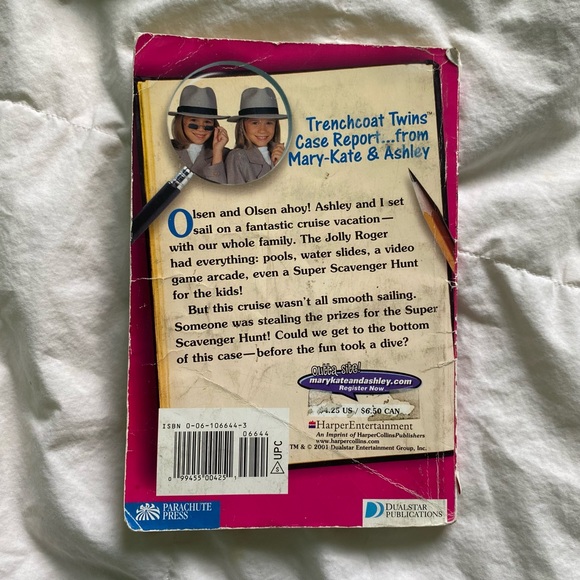 Trenchcoat Twins™
Case Report...from
Mary-Kate & Ashley
Olsen and Olsen ahoy! Ashley and I set
sail on a fantastic cruise vacation—
with our whole family. The Jolly Roger
had everything: pools, water slides, a video
game arcade, even a Super Scavenger Hunt
for the kids!
But this cruise wasn't all smooth sailing.
Someone was stealing the prizes for the Super
Scavenger Hunt! Could we get to the bottom
of this case—before the fun took a dive?
Outta-site!
marykateandashley.com
Register Now
$4.25 US / $6.50 CAN
HarperEntertainment
An Imprint of HarperCollinsPublishers
www.harpercollins.com
TM & © 2001 Dualstar Entertainment Group, Inc.
ISBN 0-06-106644-3
06644
0 99455 00425 1
UPC
PARACHUTE
PRESS
DUALSTAR
PUBLICATIONS